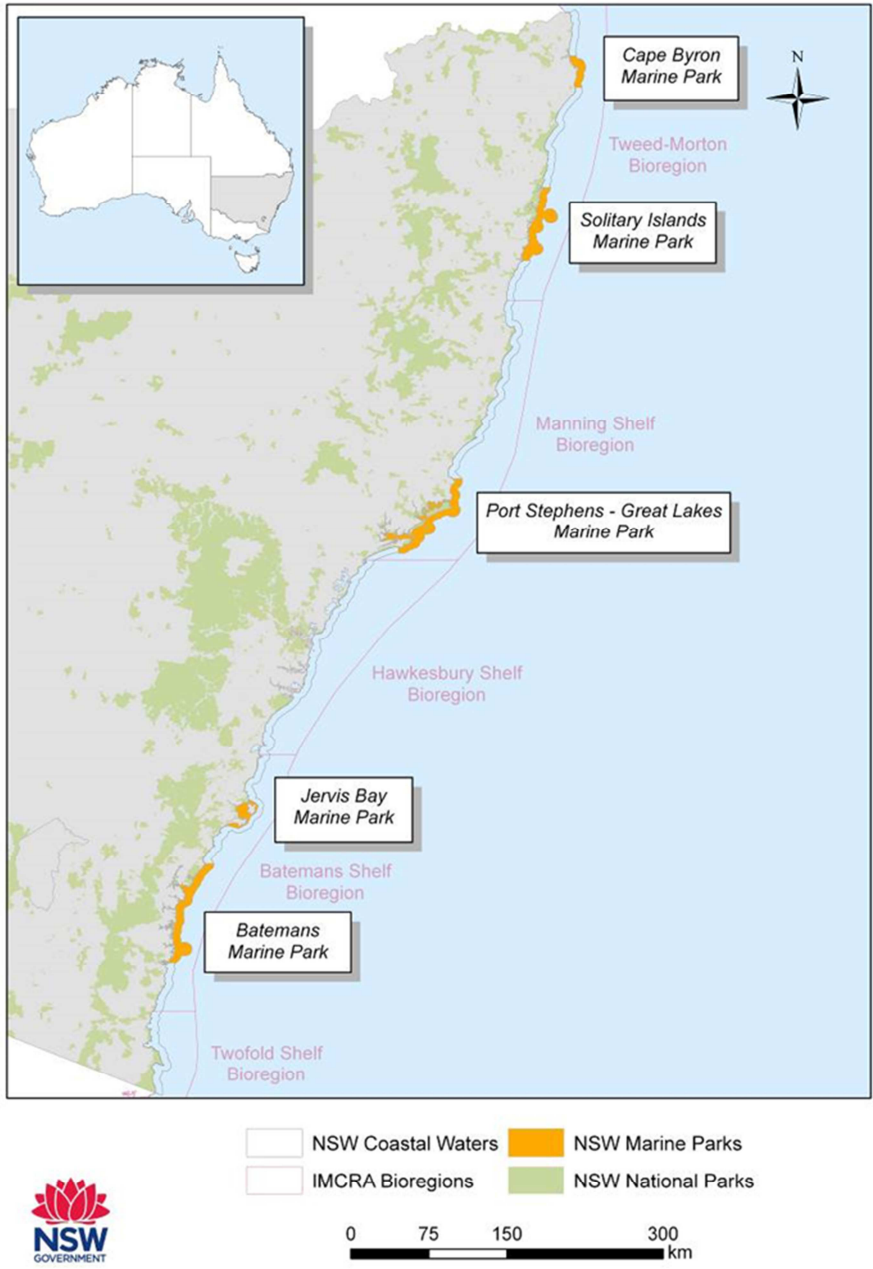 Cape Byron
Marine Park
N
Tweed-Morton
Bioregion
Solitary Islands
Marine Park
Manning Shelf
Bioregion
Port Stephens - Great Lakes
Marine Park
Hawkesbury Shelf
Bioregion
Jervis Bay
Marine Park
Batemans Shelf
Bioregion
Batemans
Marine Park
Twofold Shelf
Bioregion
NSW Coastal Waters
NSW Marine Parks
IMCRA Bioregions
NSW National Parks
NSW
GOVERNMENT
0 75 150 300
km